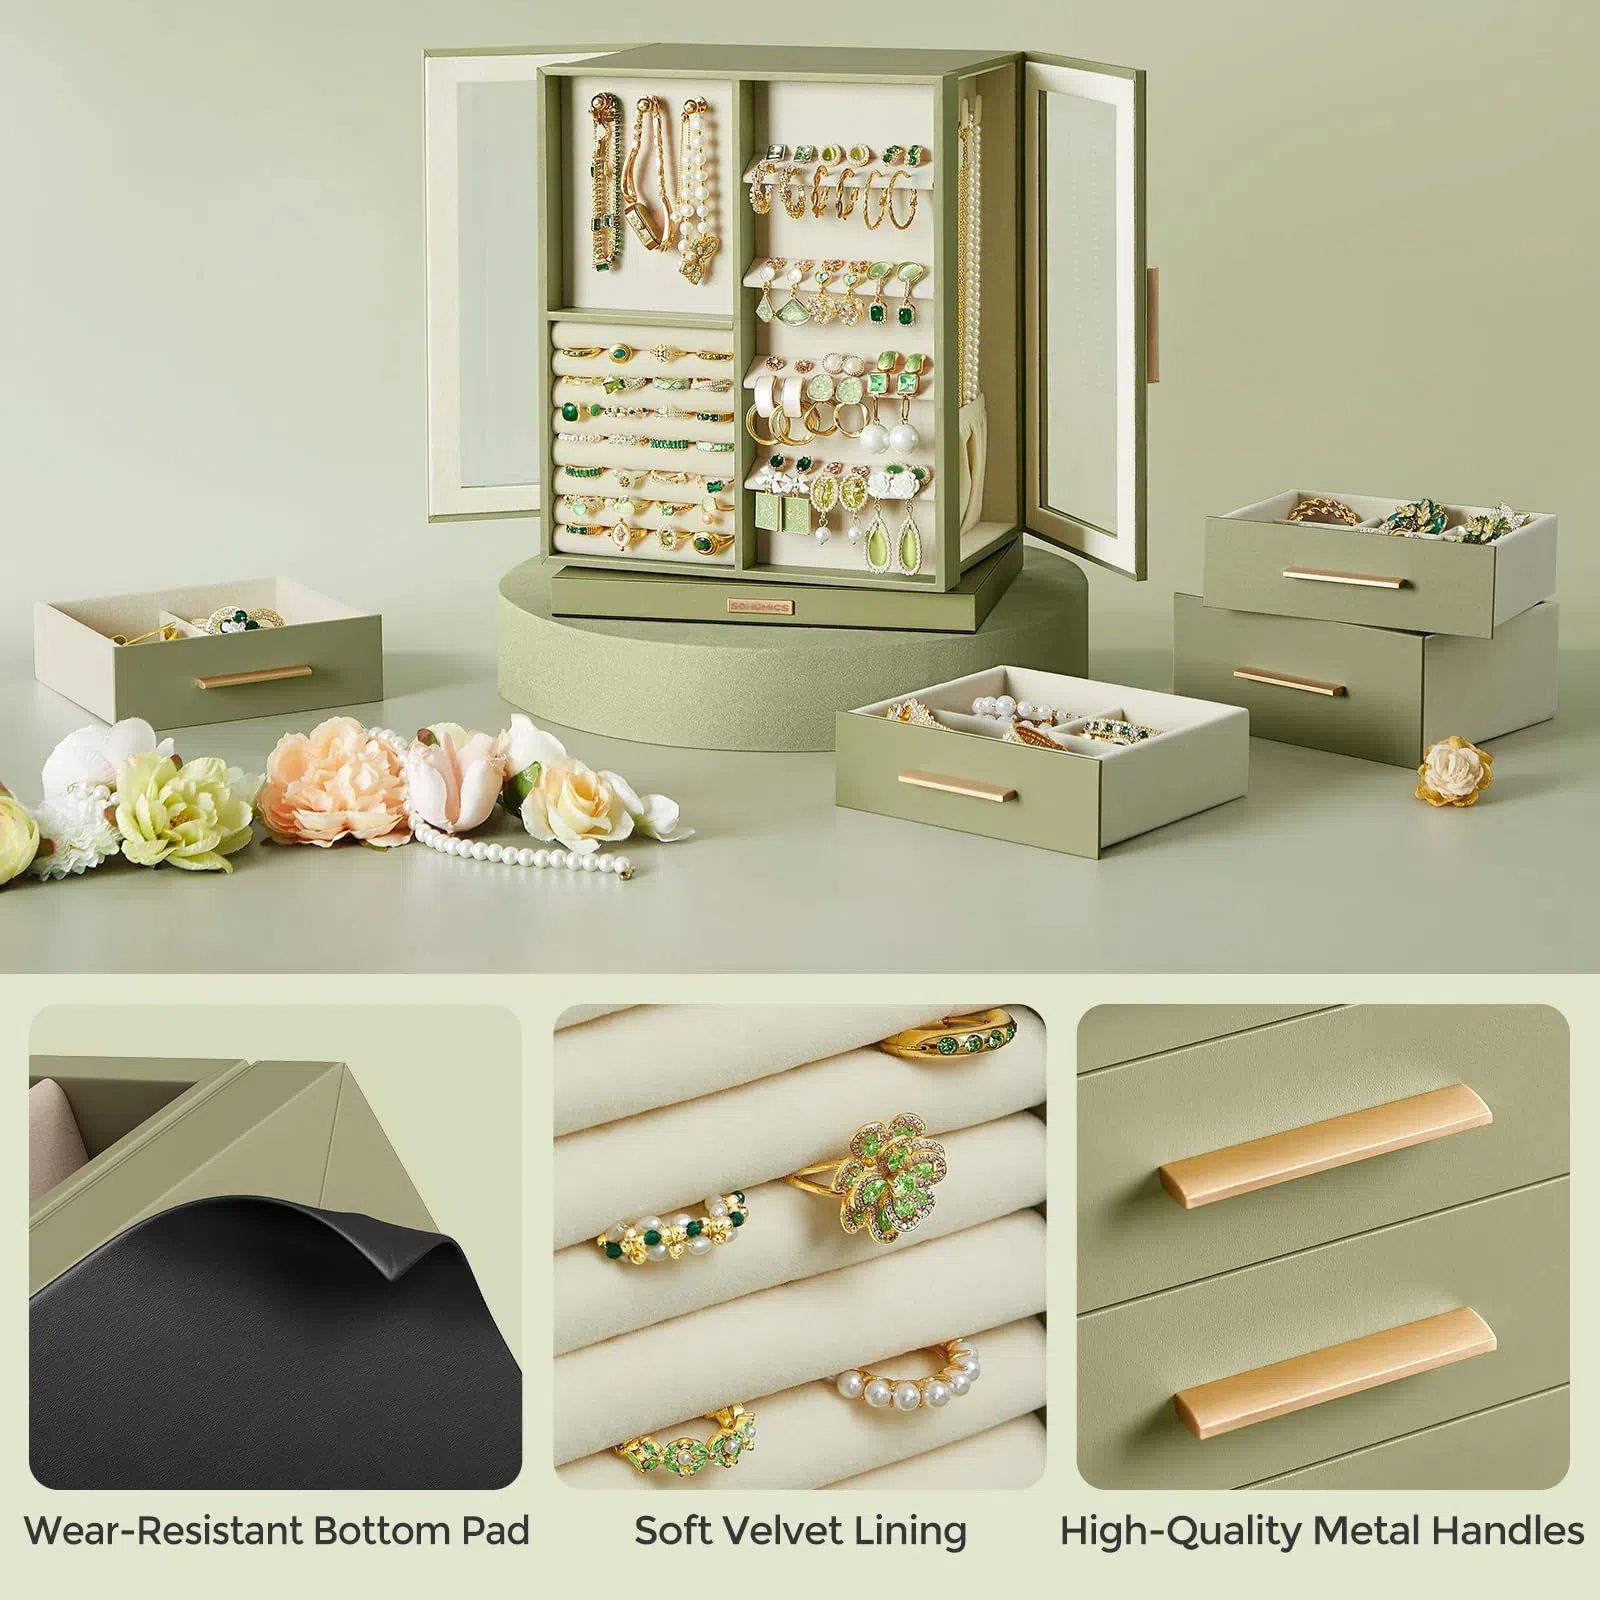 SONGMICS
Wear-Resistant Bottom Pad
Soft Velvet Lining
High-Quality Metal Handles